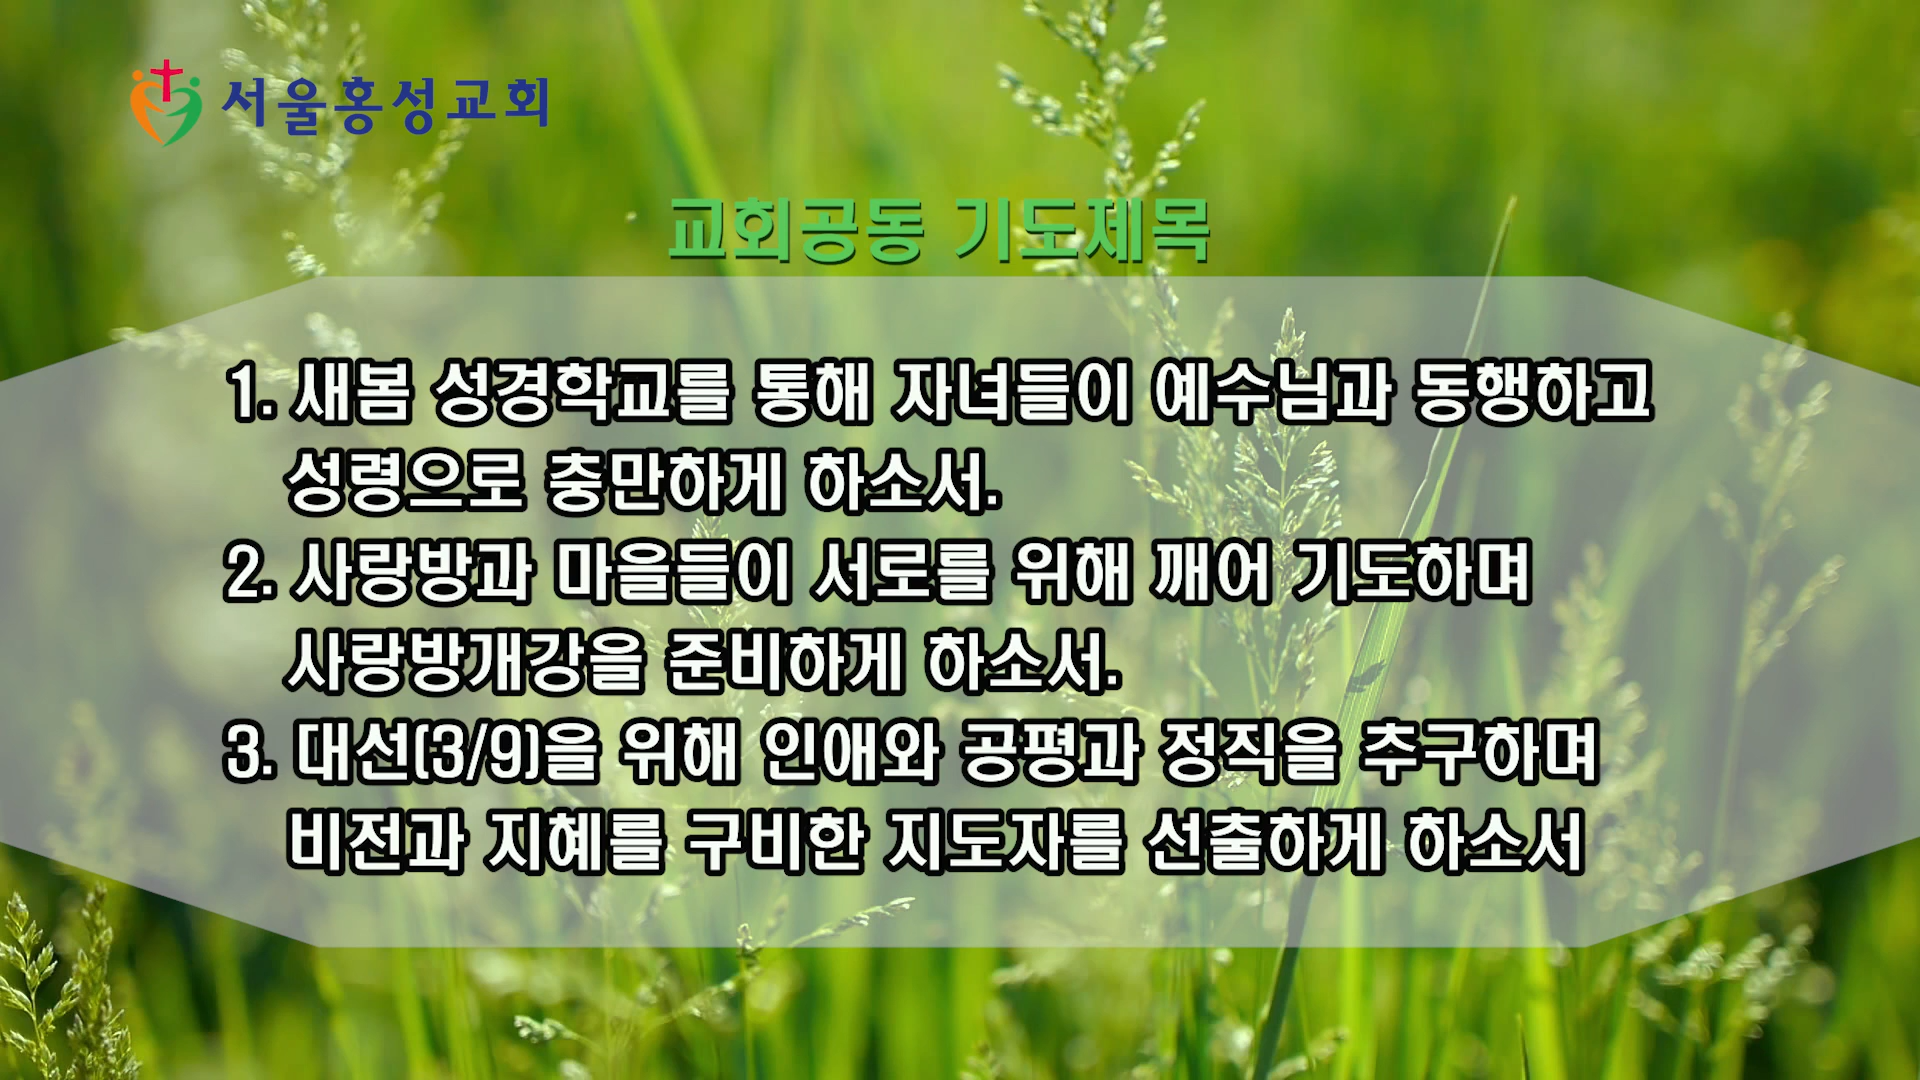 서울홍성교회
교회공동 기도제목
1. 새봄 성경학교를 통해 자녀들이 예수님과 동행하고
성령으로 충만하게 하소서.
2. 사랑방과 마을들이 서로를 위해 깨어 기도하며
사랑방개강을 준비하게 하소서.
3. 대선(3/9)을 위해 인애와 공평과 정직을 추구하며
비전과 지혜를 구비한 지도자를 선출하게 하소서